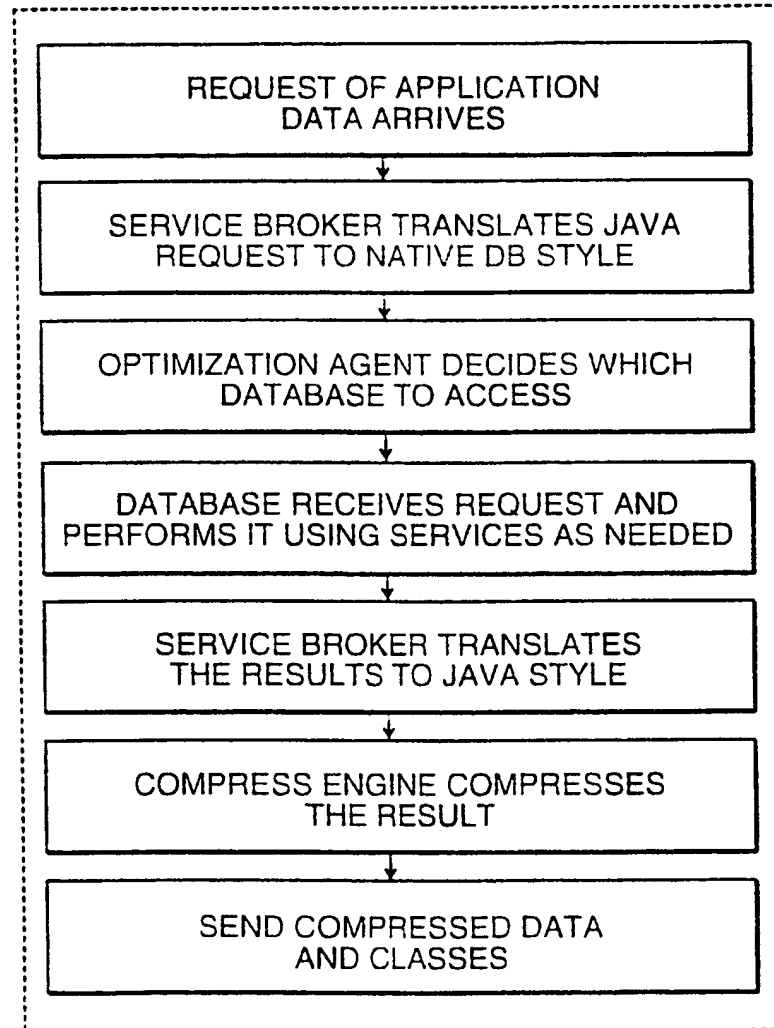 REQUEST OF APPLICATION
DATA ARRIVES
SERVICE BROKER TRANSLATES JAVA
REQUEST TO NATIVE DB STYLE
OPTIMIZATION AGENT DECIDES WHICH
DATABASE TO ACCESS
DATABASE RECEIVES REQUEST AND
PERFORMS IT USING SERVICES AS NEEDED
SERVICE BROKER TRANSLATES
THE RESULTS TO JAVA STYLE
COMPRESS ENGINE COMPRESSES
THE RESULT
SEND COMPRESSED DATA
AND CLASSES